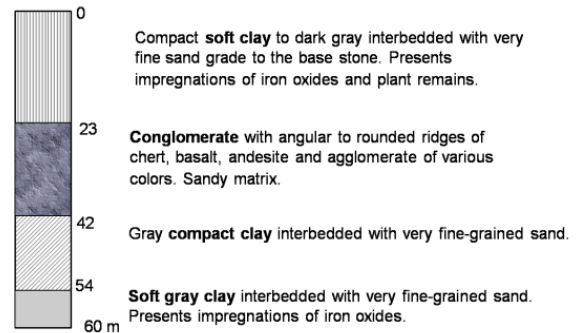 0
Compact soft clay to dark gray interbedded with very
fine sand grade to the base stone. Presents
impregnations of iron oxides and plant remains.
23
Conglomerate with angular to rounded ridges of
chert, basalt, andesite and agglomerate of various
colors. Sandy matrix.
42
Gray compact clay interbedded with very fine-grained sand.
54
Soft gray clay interbedded with very fine-grained sand.
Presents impregnations of iron oxides.
60 m